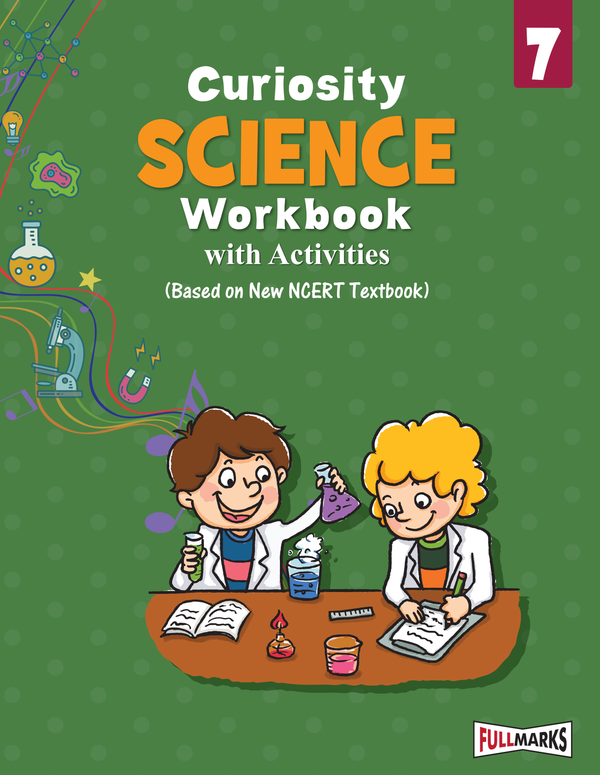 7
Curiosity
SCIENCE
Workbook
with Activities
(Based on New NCERT Textbook)
FULLMARKS